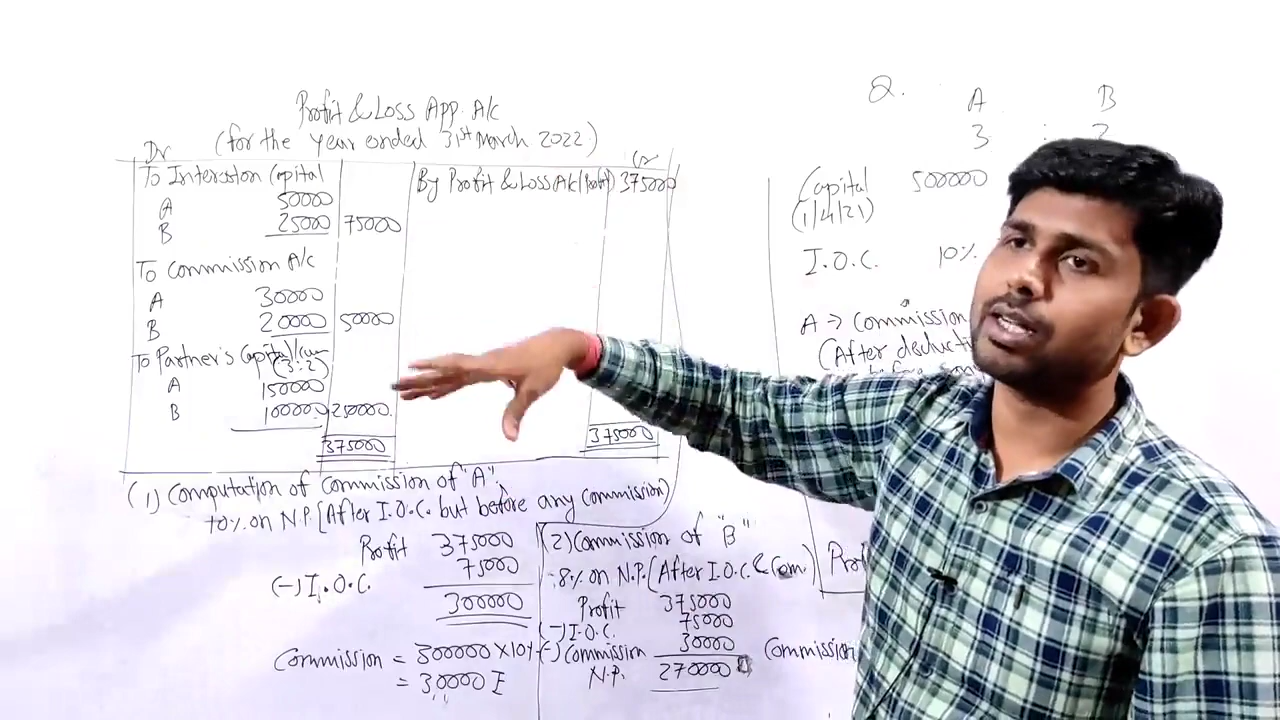 Profit & Loss App. A/c
(for the year ended 31st March 2022)
Dr
Cr
To Interst on Capital
A 50000
B 25000 75000
By Profit & Loss A/c (Profit) 375000
To Commission A/c
A 30000
B 20000 50000
To Partner's Capital/Curr
(3:2)
A 150000
B 100000 250000
375000
375000
(1) Computation of Commission of "A"
10% on N.P. [After I.O.C. but before any commission]
Profit 375000
(-) I.O.C. 75000
300000
Commission = 300000 X 10%
= 30000
(2) Commission of "B"
8% on N.P. [After I.O.C & Com.]
Profit 375000
(-) I.O.C. 75000
(-) Commission 30000
N.P. 270000
Commission
Q.
A B
3 : 2
Capital 500000
(1/4/21)
I.O.C. 10%
A → Commission
(After deduct